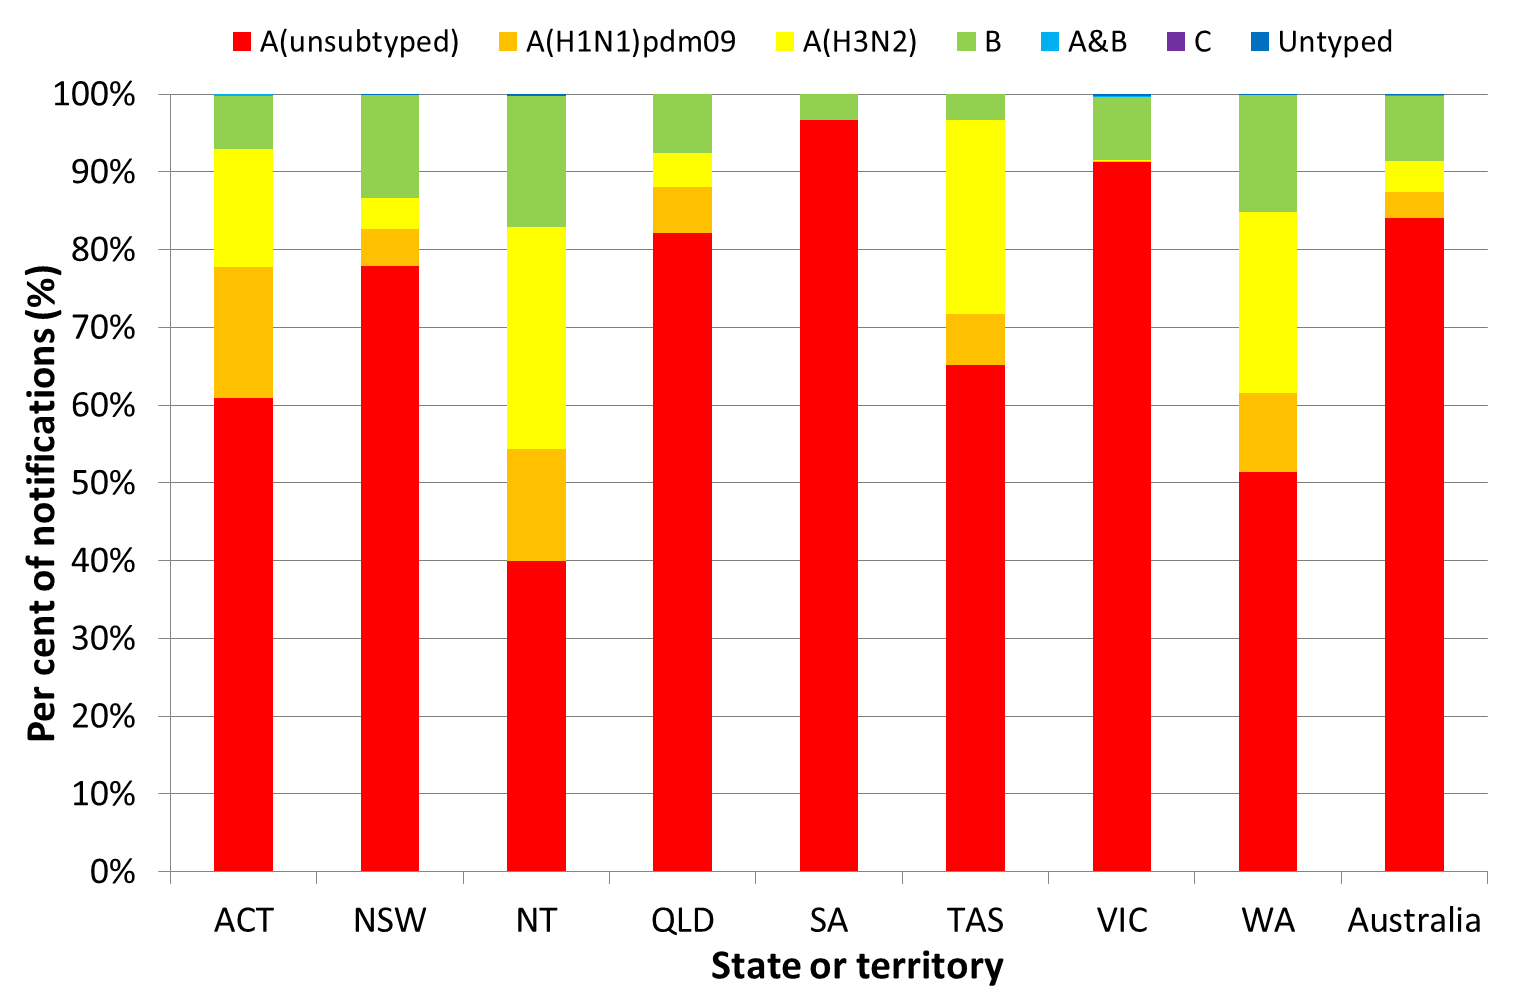 A(unsubtyped) A(H1N1)pdm09 A(H3N2) B A&B C Untyped
100%
90%
80%
70%
60%
50%
40%
30%
20%
10%
0%
Per cent of notifications (%)
ACT NSW NT QLD SA TAS VIC WA Australia
State or territory